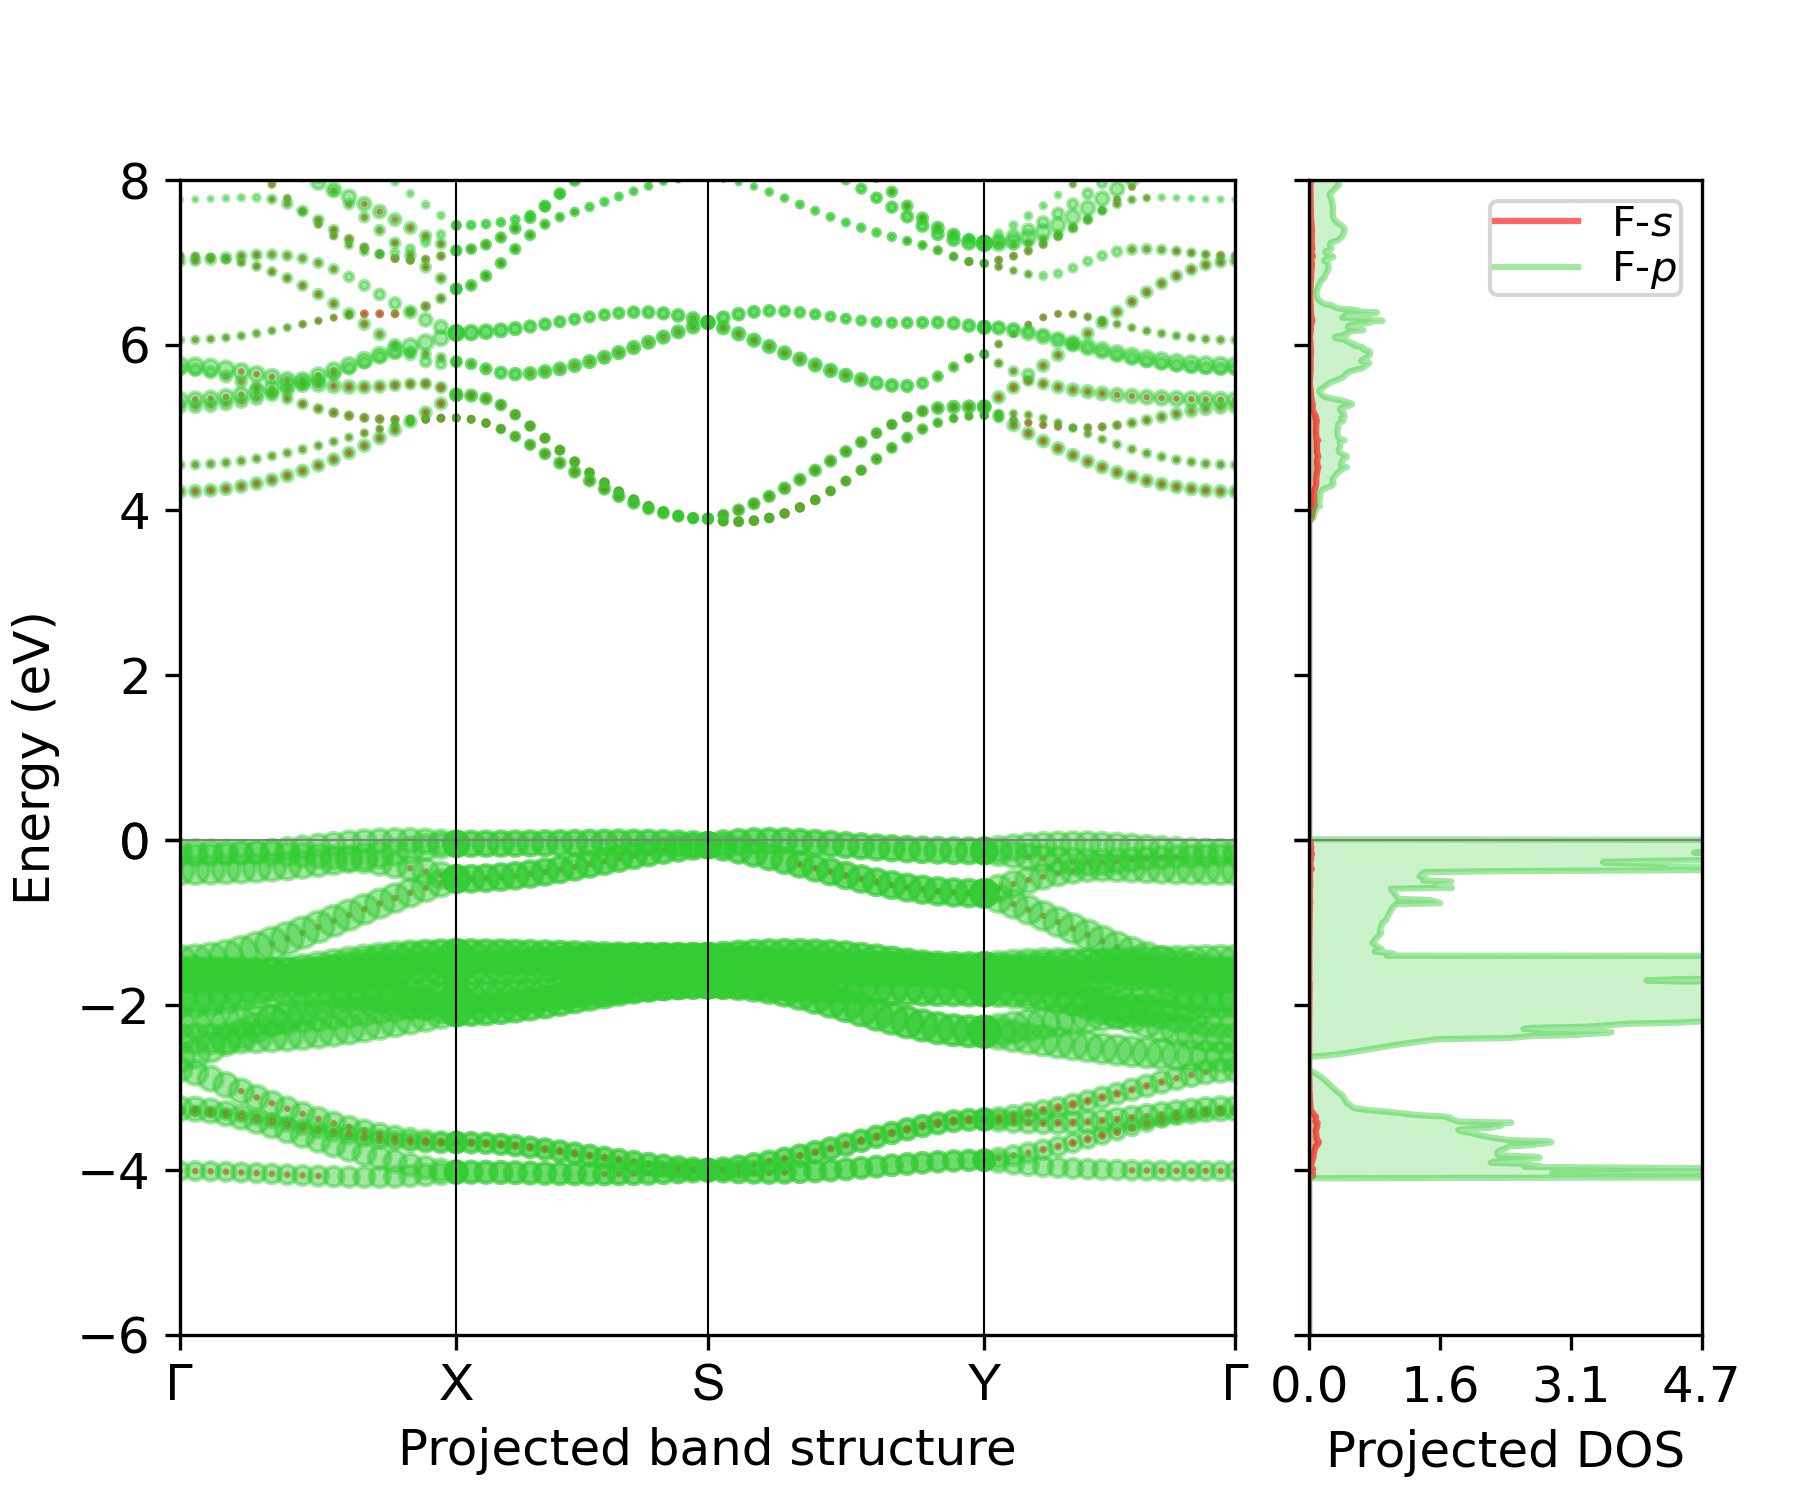 8
6
4
2
0
−2
−4
−6
Energy (eV)
Γ X S Y Γ
Projected band structure
F-s
F-p
0.0 1.6 3.1 4.7
Projected DOS